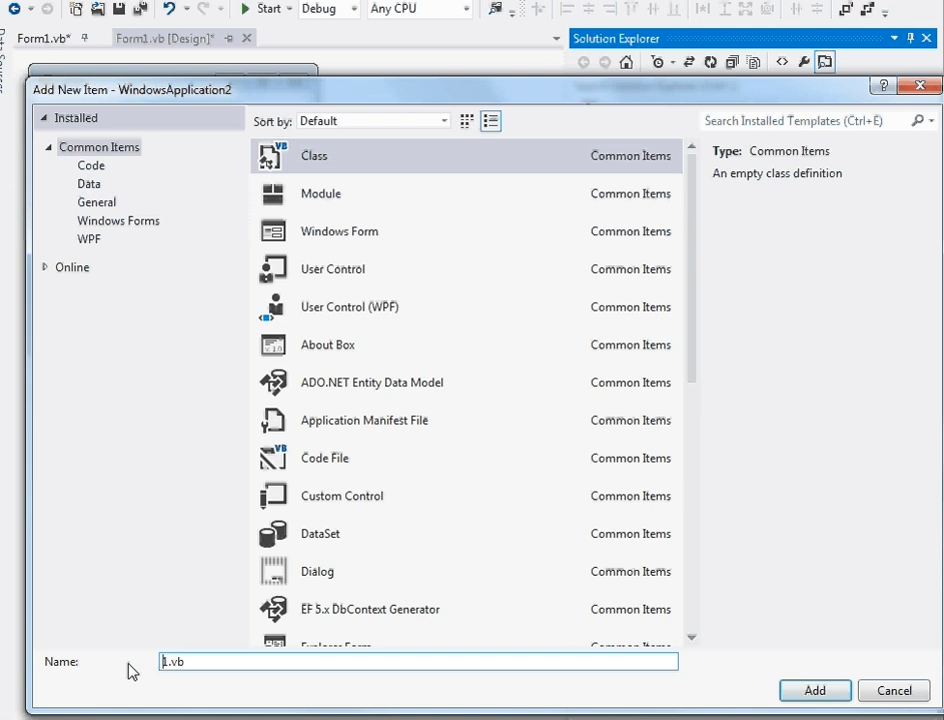 Start
Debug
Any CPU
Form1.vb*
Form1.vb [Design]*
Solution Explorer
Add New Item - WindowsApplication2
Installed
Sort by: Default
Search Installed Templates (Ctrl+E)
Common Items
Code
Data
General
Windows Forms
WPF
Online
Class Common Items
Module Common Items
Windows Form Common Items
User Control Common Items
User Control (WPF) Common Items
About Box Common Items
ADO.NET Entity Data Model Common Items
Application Manifest File Common Items
Code File Common Items
Custom Control Common Items
DataSet Common Items
Dialog Common Items
EF 5.x DbContext Generator Common Items
Explorer Form Common Items
Type: Common Items
An empty class definition
Name: 1.vb
Add
Cancel